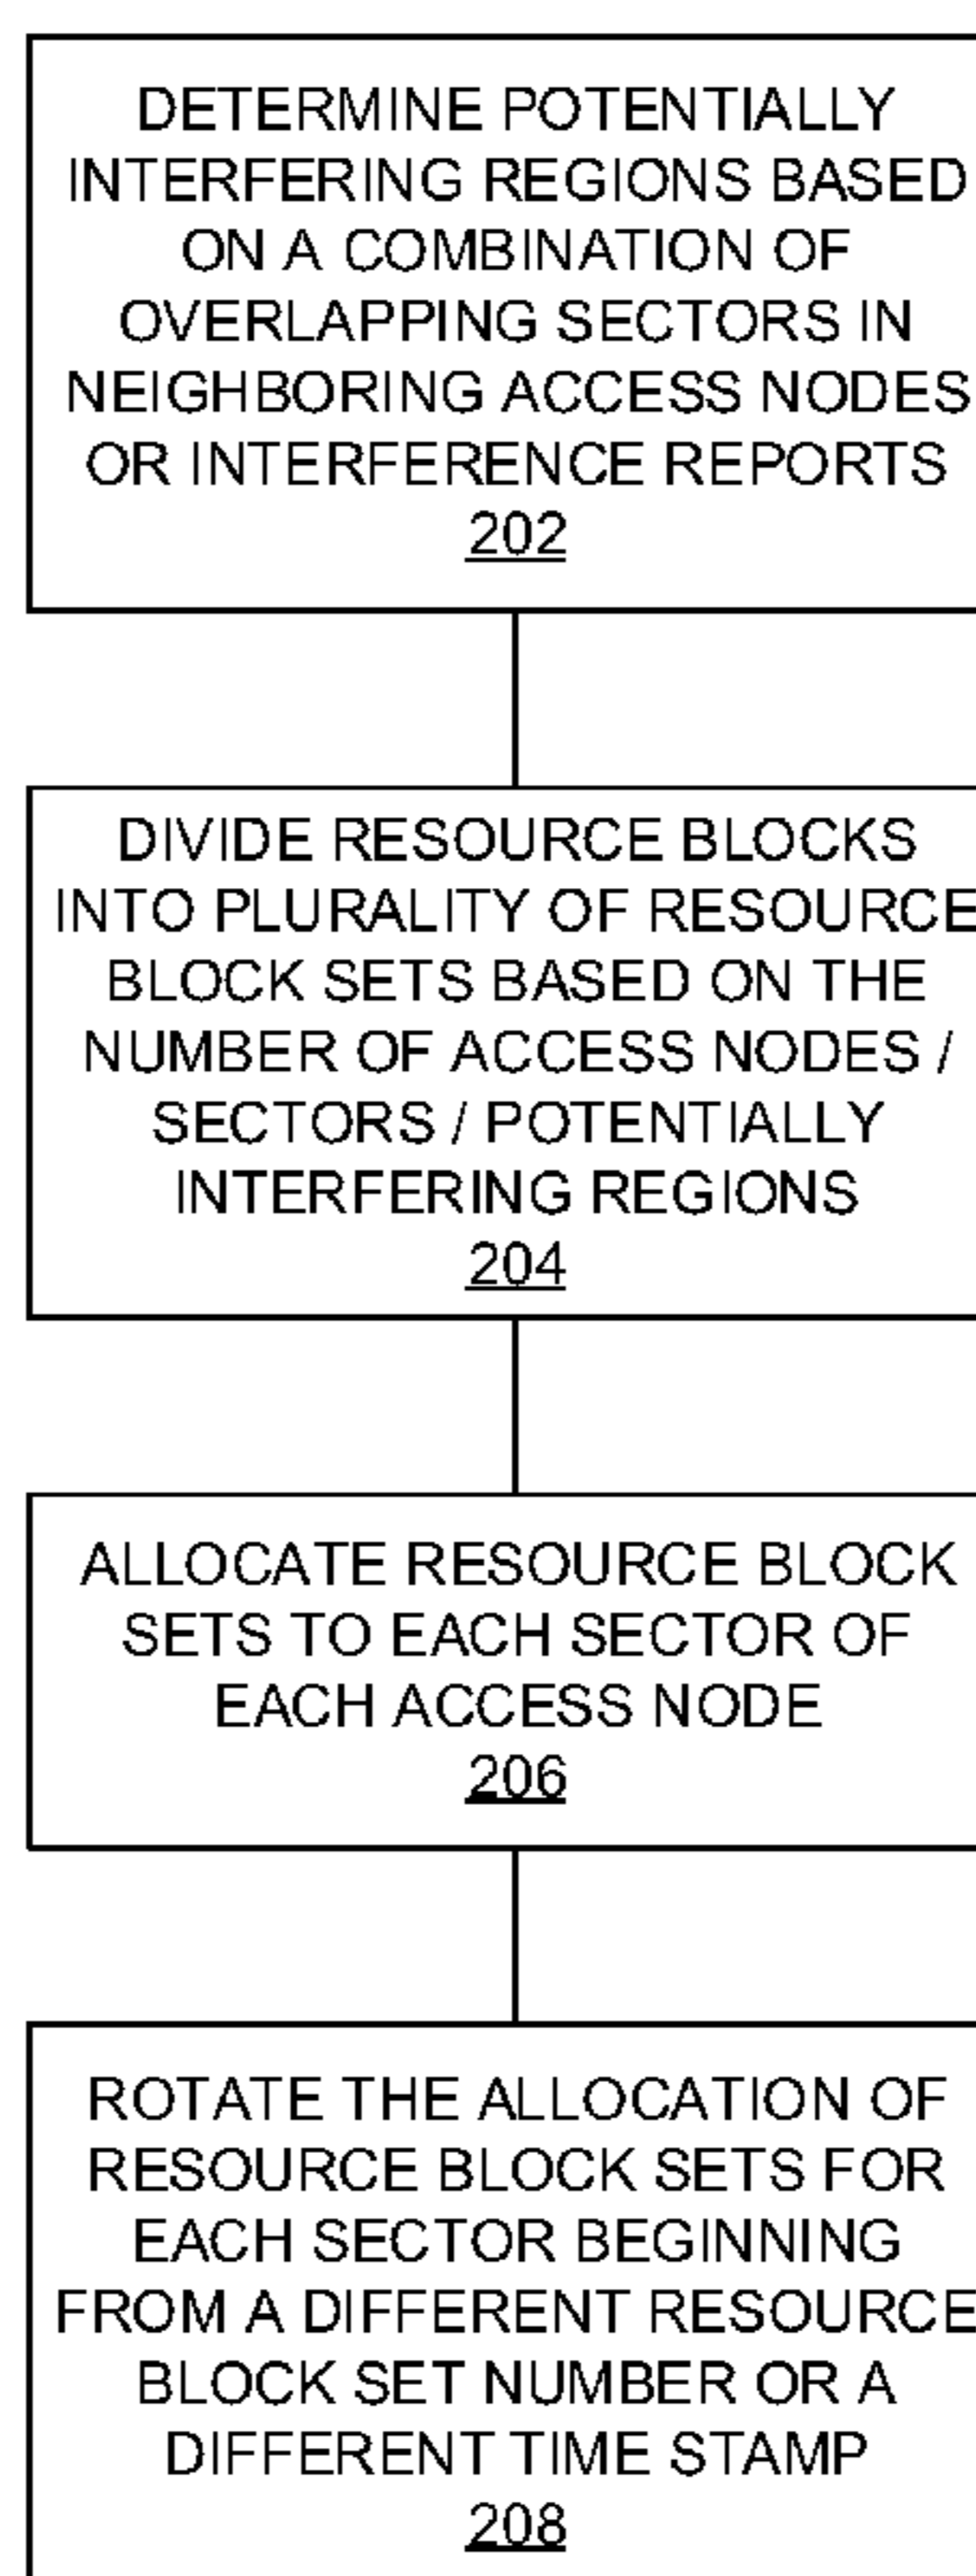 DETERMINE POTENTIALLY
INTERFERING REGIONS BASED
ON A COMBINATION OF
OVERLAPPING SECTORS IN
NEIGHBORING ACCESS NODES
OR INTERFERENCE REPORTS
202
DIVIDE RESOURCE BLOCKS
INTO PLURALITY OF RESOURCE
BLOCK SETS BASED ON THE
NUMBER OF ACCESS NODES /
SECTORS / POTENTIALLY
INTERFERING REGIONS
204
ALLOCATE RESOURCE BLOCK
SETS TO EACH SECTOR OF
EACH ACCESS NODE
206
ROTATE THE ALLOCATION OF
RESOURCE BLOCK SETS FOR
EACH SECTOR BEGINNING
FROM A DIFFERENT RESOURCE
BLOCK SET NUMBER OR A
DIFFERENT TIME STAMP
208